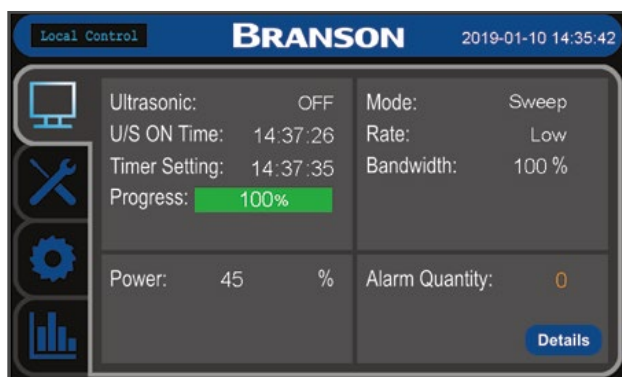 Local Control
BRANSON
2019-01-10 14:35:42
Ultrasonic: OFF
U/S ON Time: 14:37:26
Timer Setting: 14:37:35
Progress: 100%
Mode: Sweep
Rate: Low
Bandwidth: 100 %
Power: 45 %
Alarm Quantity: 0
Details